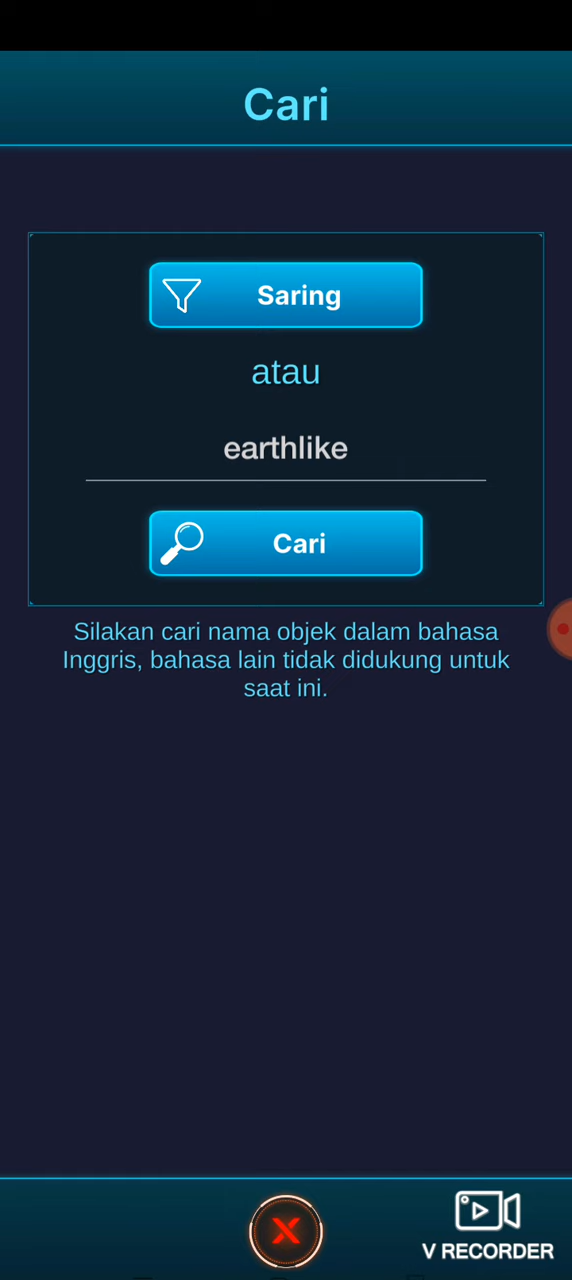 Cari
Saring
atau
earthlike
Cari
Silakan cari nama objek dalam bahasa
Inggris, bahasa lain tidak didukung untuk
saat ini.
V RECORDER